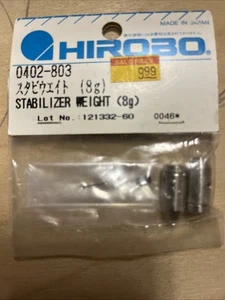 MADE IN JAPAN
HIROBO
0402-803
999
スタビウエイト (8g)
STABILIZER WEIGHT (8g)
Lot No.:121332-60 0046*